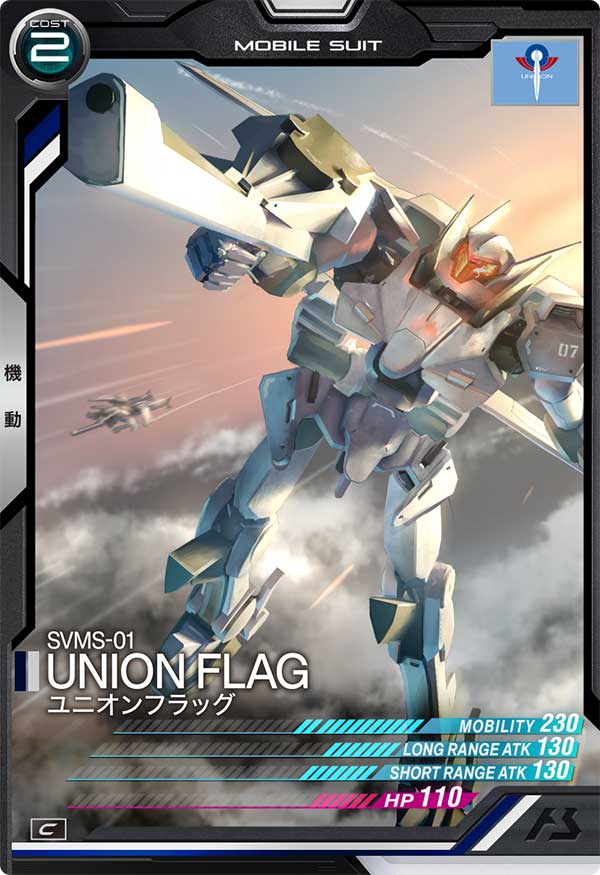 COST
2
MOBILE SUIT
UNION
07
機動
SVMS-01
UNION FLAG
ユニオンフラッグ
MOBILITY 230
LONG RANGE ATK 130
SHORT RANGE ATK 130
HP 110
C